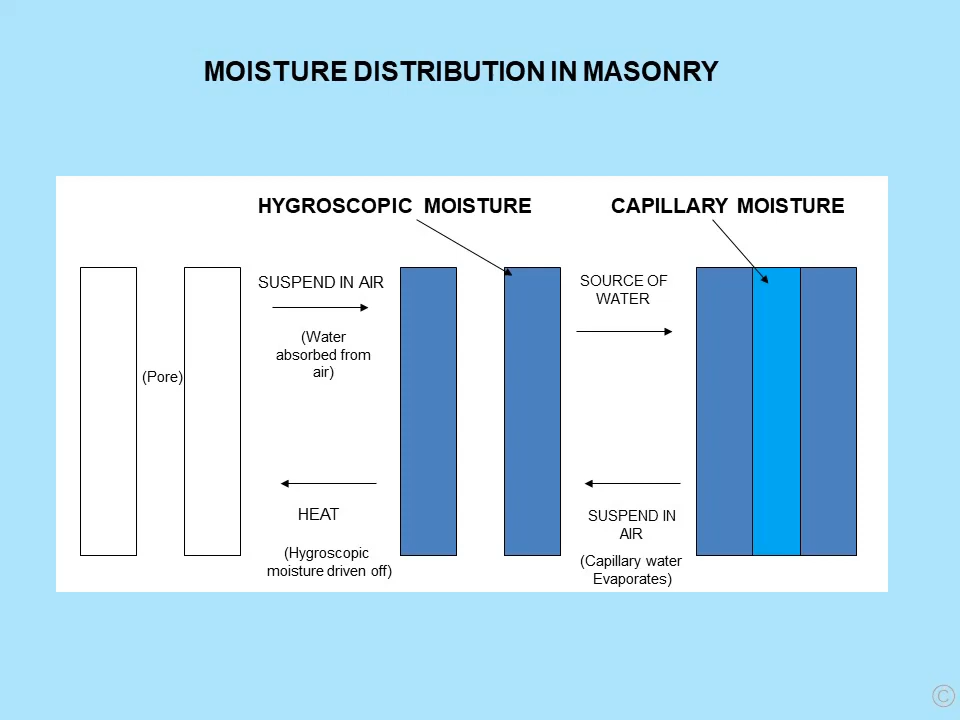 MOISTURE DISTRIBUTION IN MASONRY
HYGROSCOPIC MOISTURE
CAPILLARY MOISTURE
SUSPEND IN AIR
(Water
absorbed from
air)
SOURCE OF
WATER
(Pore)
HEAT
(Hygroscopic
moisture driven off)
SUSPEND IN
AIR
(Capillary water
Evaporates)
©